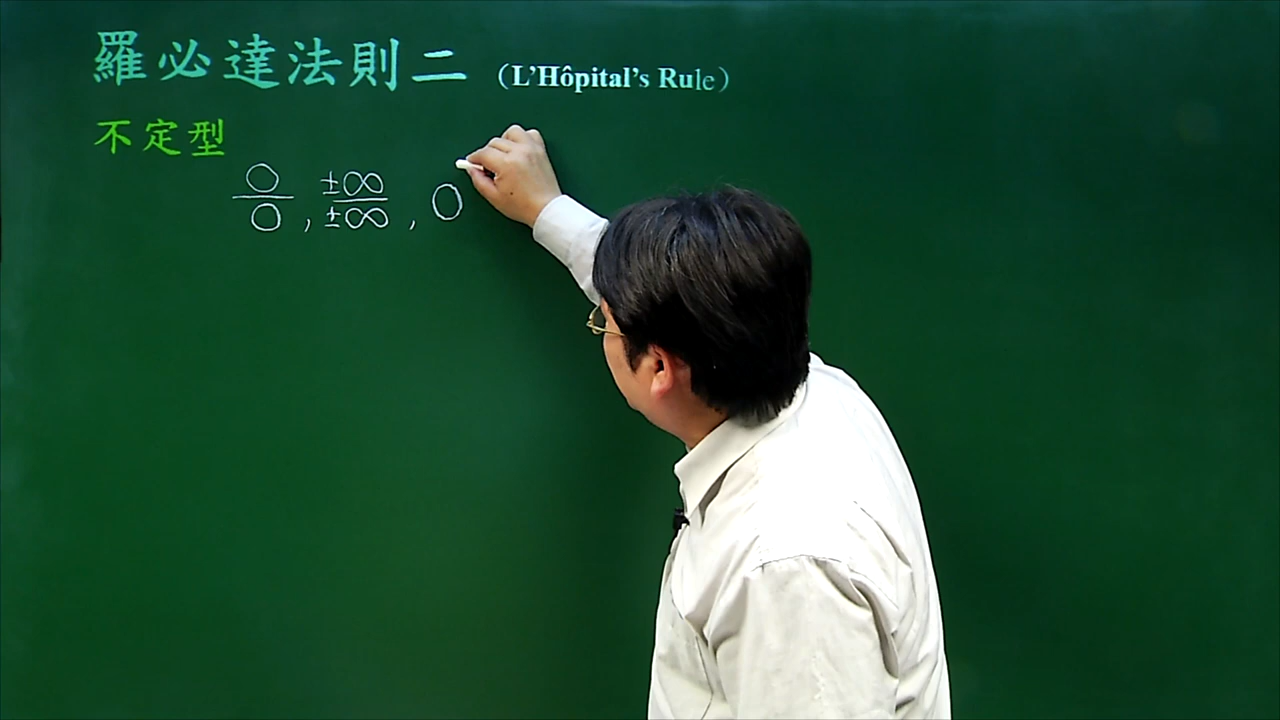 羅必達法則二 (L'Hôpital's Rule)
不定型
0/0 , ±∞/±∞ , 0